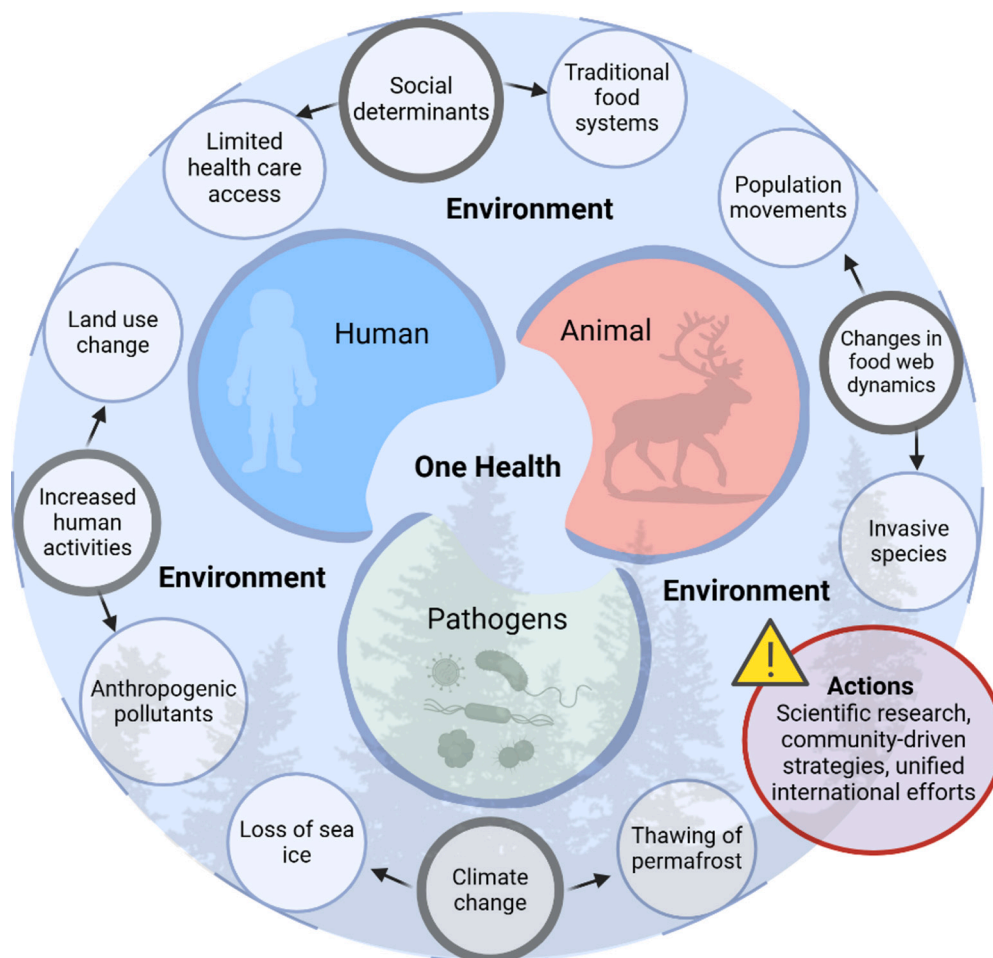 Social
determinants
Traditional
food
systems
Limited
health care
access
Population
movements
Environment
Land use
change
Human
Animal
Changes in
food web
dynamics
One Health
Increased
human
activities
Invasive
species
Environment
Environment
Pathogens
Anthropogenic
pollutants
!
Actions
Scientific research,
community-driven
strategies, unified
international efforts
Loss of sea
ice
Climate
change
Thawing of
permafrost